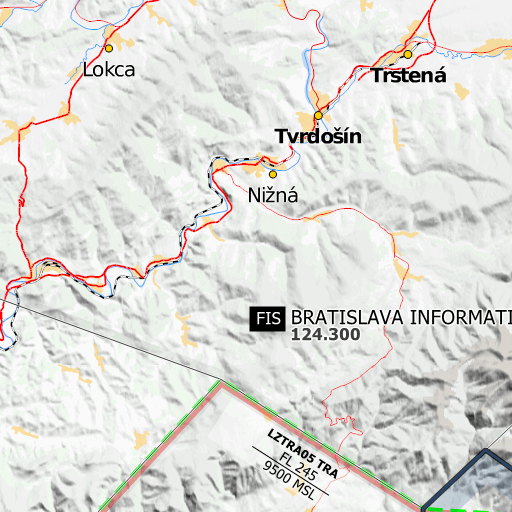 Lokca
Trstená
Tvrdošín
Nižná
FIS BRATISLAVA INFORMATI
124.300
LZTRA05 TRA
FL 245
9500 MSL